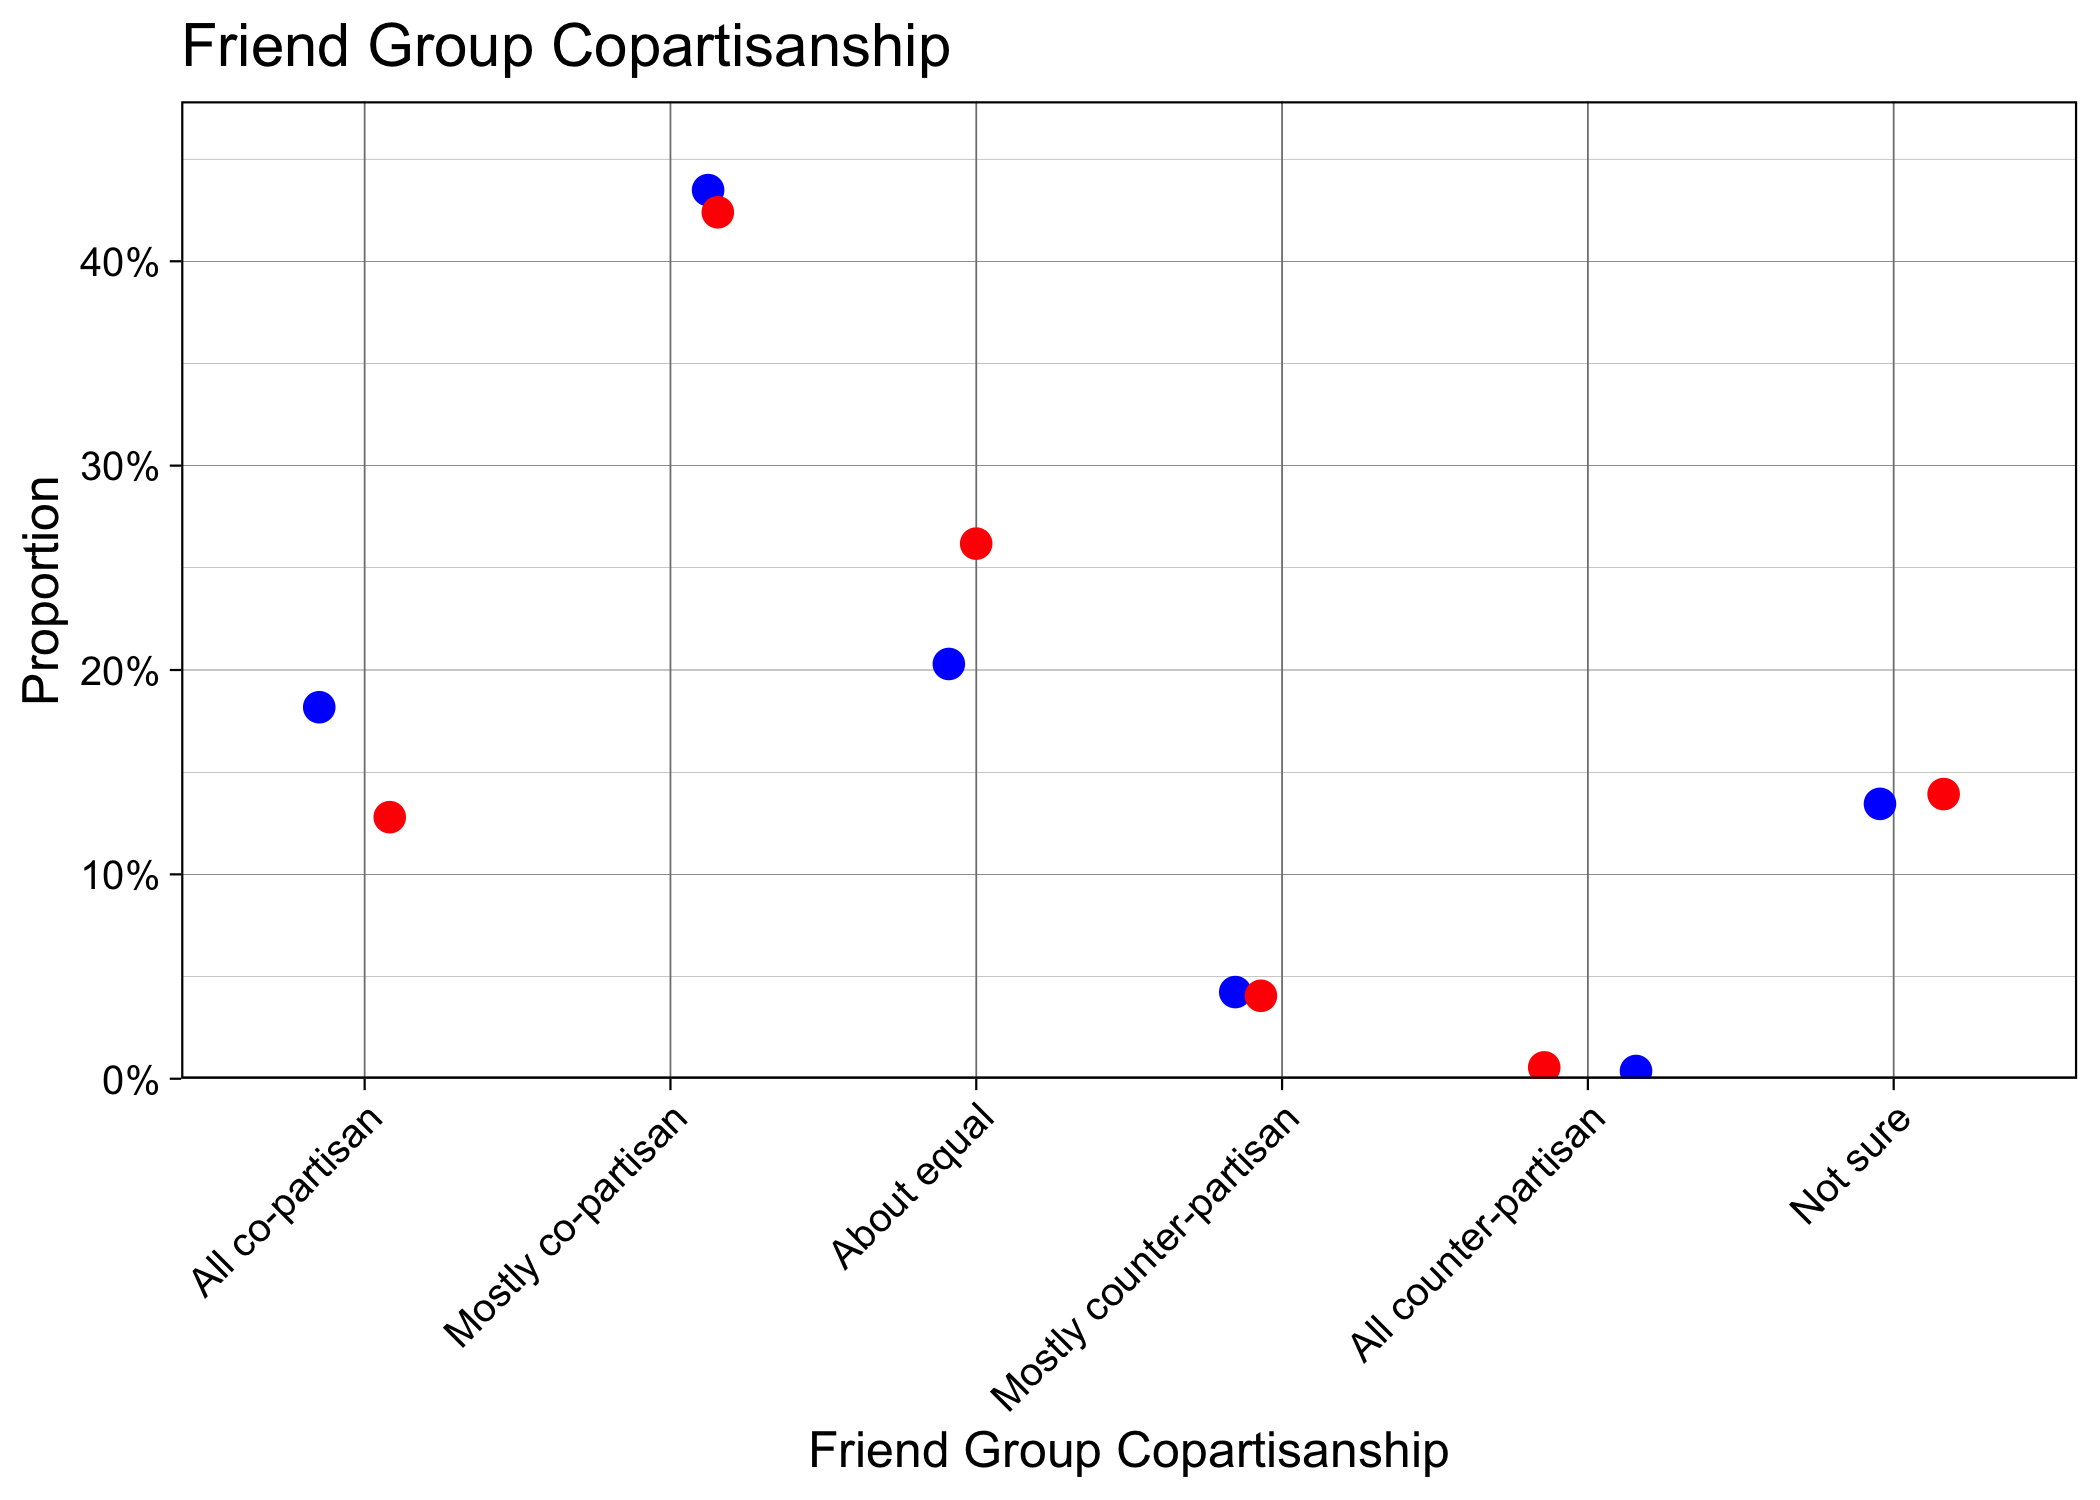 Friend Group Copartisanship
Proportion
40%
30%
20%
10%
0%
All co-partisan
Mostly co-partisan
About equal
Mostly counter-partisan
All counter-partisan
Not sure
Friend Group Copartisanship